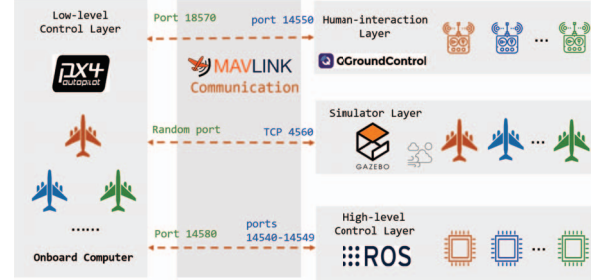 Low-level
Control Layer
px4
autopilot
......
Onboard Computer
Port 18570
port 14550
MAVLINK
Communication
Random port
TCP 4560
Port 14580
ports
14540-14549
Human-interaction
Layer
QGroundControl
...
Simulator Layer
GAZEBO
...
High-level
Control Layer
ROS
...